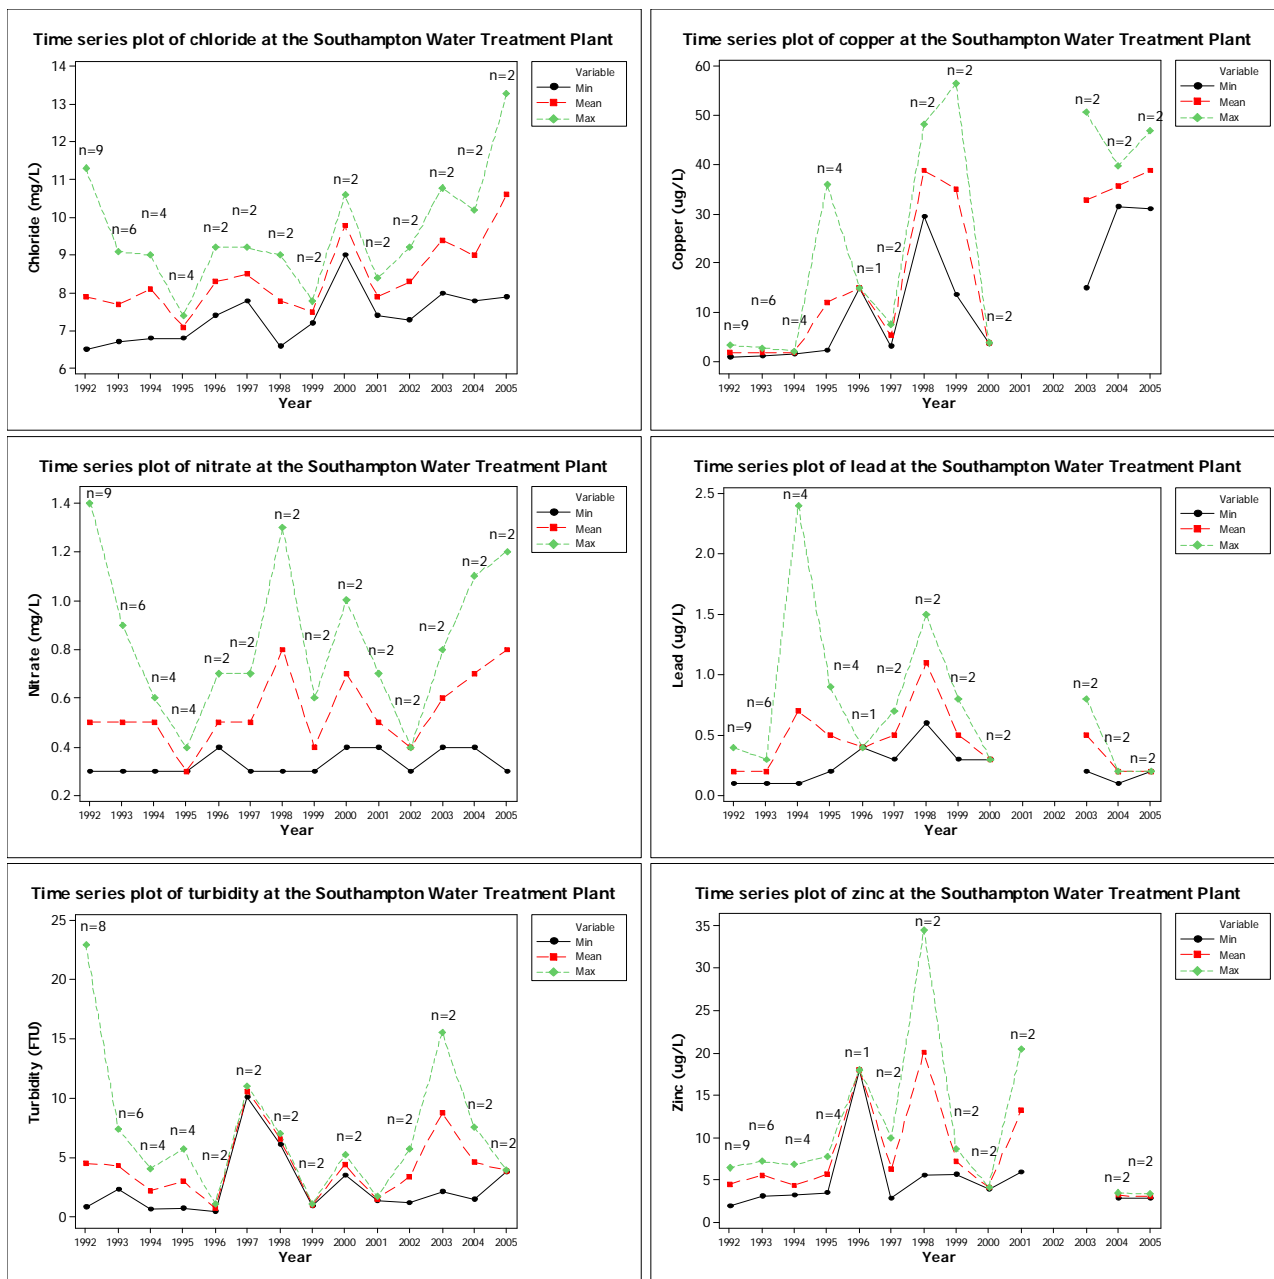 Time series plot of chloride at the Southampton Water Treatment Plant
14
13
12
11
10
9
8
7
6
Chloride (mg/L)
n=9
n=6
n=4
n=4
n=2
n=2
n=2
n=2
n=2
n=2
n=2
n=2
n=2
n=2
1992 1993 1994 1995 1996 1997 1998 1999 2000 2001 2002 2003 2004 2005
Year
Variable
Min
Mean
Max
Time series plot of copper at the Southampton Water Treatment Plant
60
50
40
30
20
10
0
Copper (ug/L)
n=9
n=6
n=4
n=4
n=1
n=2
n=2
n=2
n=2
n=2
n=2
n=2
1992 1993 1994 1995 1996 1997 1998 1999 2000 2001 2002 2003 2004 2005
Year
Variable
Min
Mean
Max
Time series plot of nitrate at the Southampton Water Treatment Plant
1.4
1.2
1.0
0.8
0.6
0.4
0.2
Nitrate (mg/L)
n=9
n=6
n=4
n=4
n=2
n=2
n=2
n=2
n=2
n=2
n=2
n=2
n=2
n=2
1992 1993 1994 1995 1996 1997 1998 1999 2000 2001 2002 2003 2004 2005
Year
Variable
Min
Mean
Max
Time series plot of lead at the Southampton Water Treatment Plant
2.5
2.0
1.5
1.0
0.5
0.0
Lead (ug/L)
n=9
n=6
n=4
n=4
n=1
n=2
n=2
n=2
n=2
n=2
n=2
n=2
1992 1993 1994 1995 1996 1997 1998 1999 2000 2001 2002 2003 2004 2005
Year
Variable
Min
Mean
Max
Time series plot of turbidity at the Southampton Water Treatment Plant
25
20
15
10
5
0
Turbidity (FTU)
n=8
n=6
n=4
n=4
n=2
n=2
n=2
n=2
n=2
n=2
n=2
n=2
n=2
n=2
1992 1993 1994 1995 1996 1997 1998 1999 2000 2001 2002 2003 2004 2005
Year
Variable
Min
Mean
Max
Time series plot of zinc at the Southampton Water Treatment Plant
35
30
25
20
15
10
5
0
Zinc (ug/L)
n=9
n=6
n=4
n=4
n=1
n=2
n=2
n=2
n=2
n=2
n=2
n=2
1992 1993 1994 1995 1996 1997 1998 1999 2000 2001 2002 2003 2004 2005
Year
Variable
Min
Mean
Max